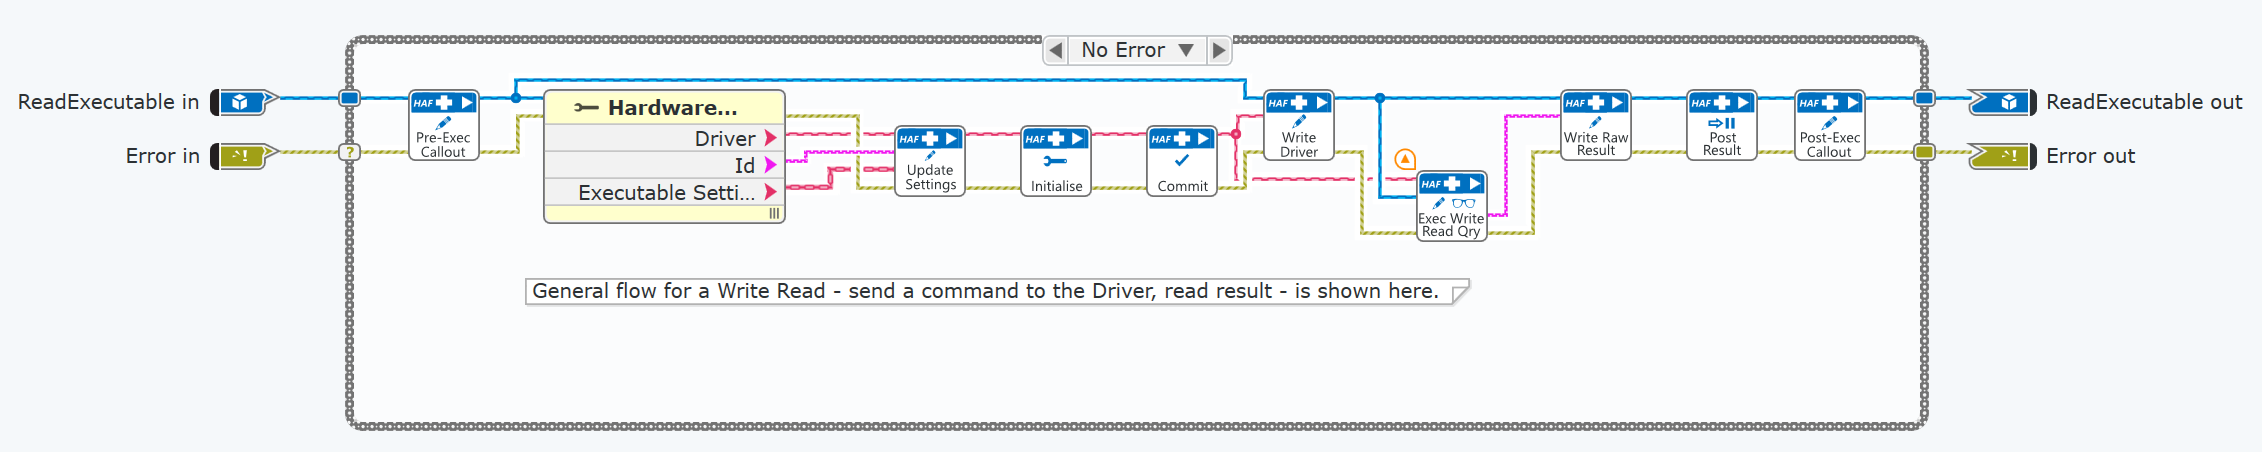 No Error
ReadExecutable in
Error in
HAF
Pre-Exec
Callout
Hardware...
Driver
Id
Executable Setti...
HAF
Update
Settings
HAF
Initialise
HAF
Commit
HAF
Write
Driver
HAF
Exec Write
Read Qry
HAF
Write Raw
Result
Post
Result
HAF
Post-Exec
Callout
ReadExecutable out
Error out
?
!
!
General flow for a Write Read - send a command to the Driver, read result - is shown here.